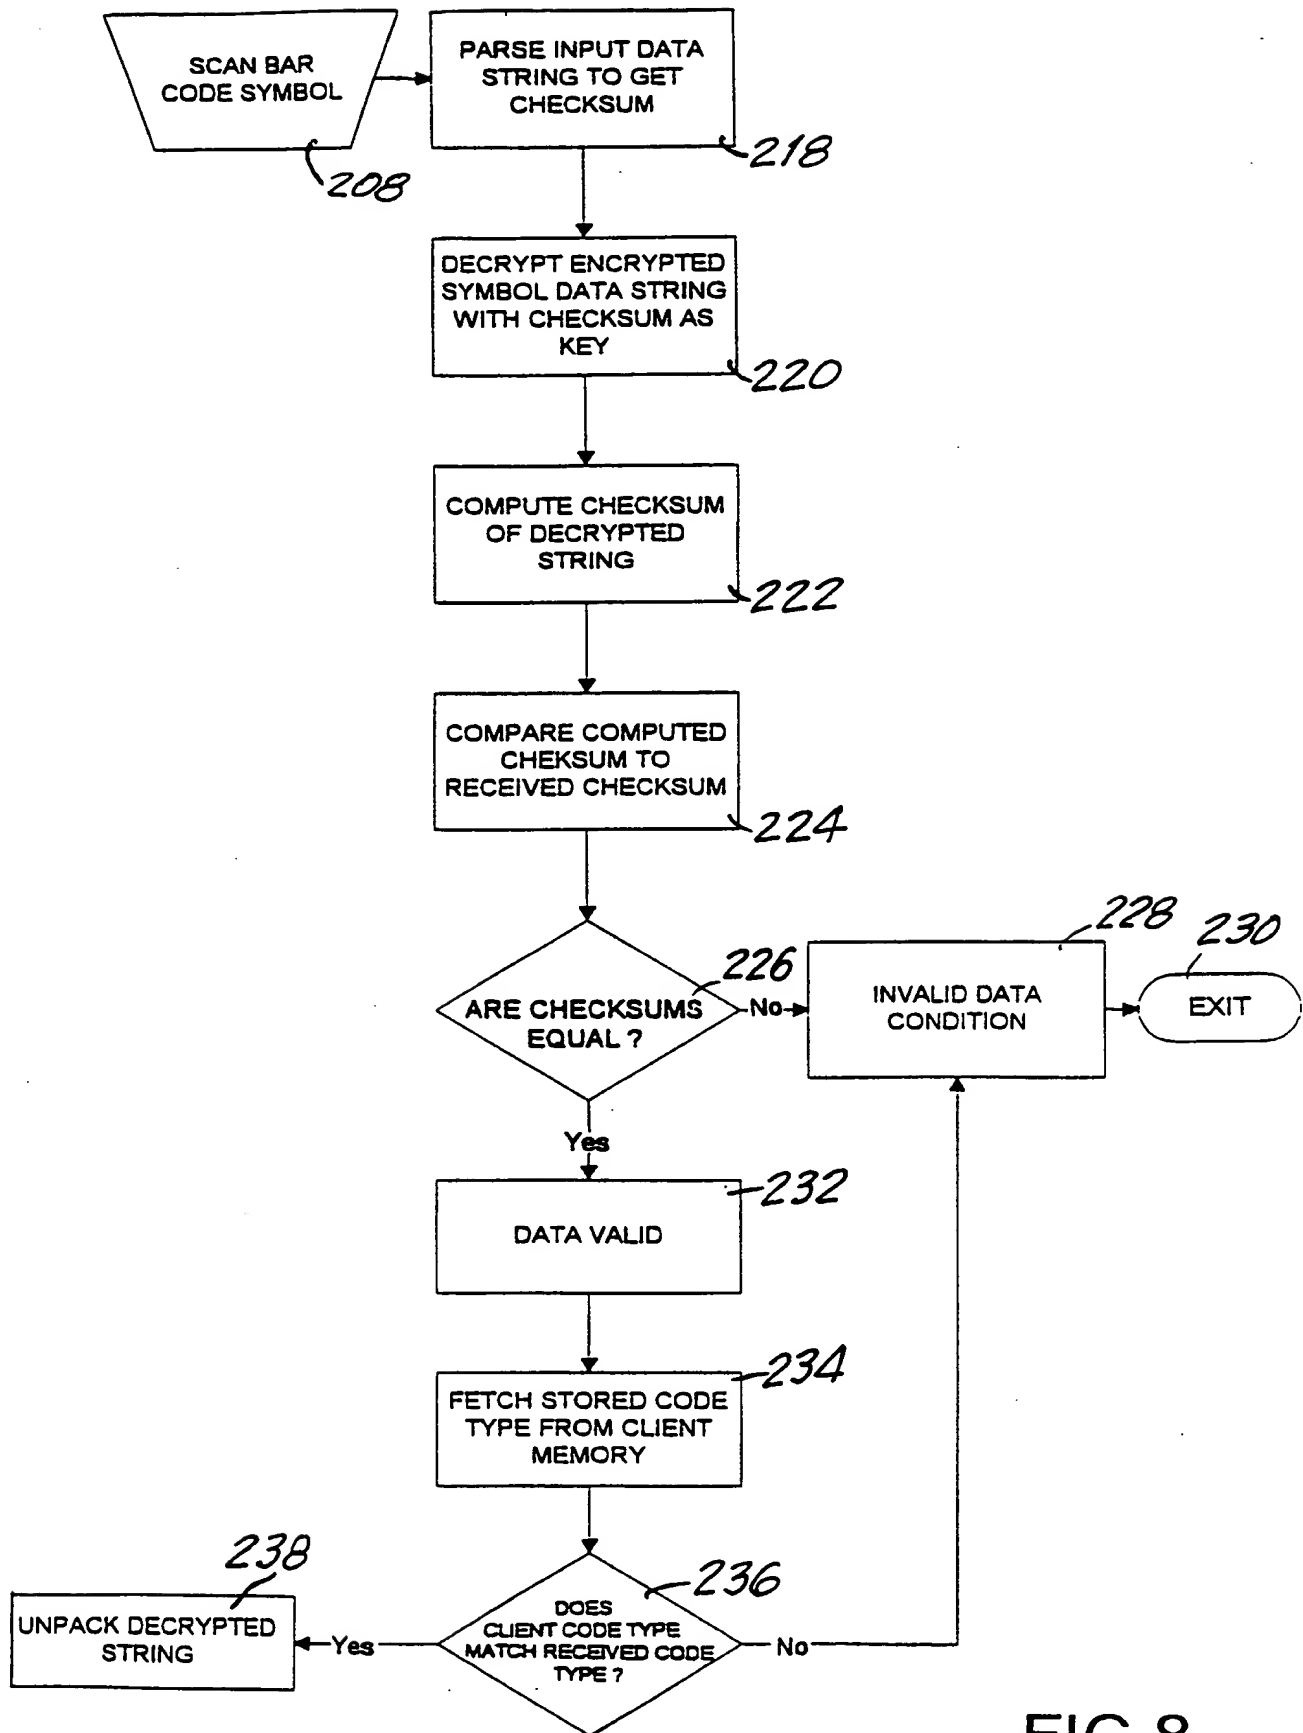 SCAN BAR
CODE SYMBOL
208
PARSE INPUT DATA
STRING TO GET
CHECKSUM
218
DECRYPT ENCRYPTED
SYMBOL DATA STRING
WITH CHECKSUM AS
KEY
220
COMPUTE CHECKSUM
OF DECRYPTED
STRING
222
COMPARE COMPUTED
CHEKSUM TO
RECEIVED CHECKSUM
224
ARE CHECKSUMS
EQUAL ?
226
No
INVALID DATA
CONDITION
228
EXIT
230
Yes
DATA VALID
232
FETCH STORED CODE
TYPE FROM CLIENT
MEMORY
234
DOES
CLIENT CODE TYPE
MATCH RECEIVED CODE
TYPE ?
236
No
Yes
UNPACK DECRYPTED
STRING
238
FIG. 8